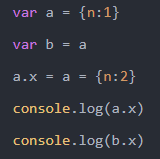 var a = {n:1}
var b = a
a.x = a = {n:2}
console.log(a.x)
console.log(b.x)